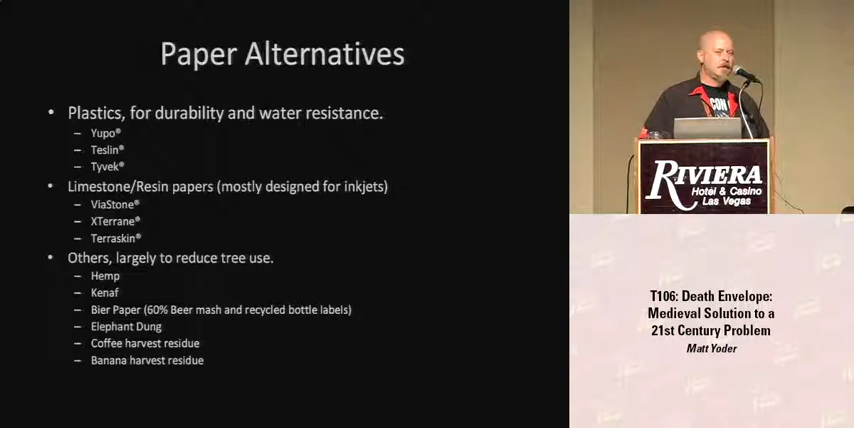 Paper Alternatives
• Plastics, for durability and water resistance.
– Yupo®
– Teslin®
– Tyvek®
• Limestone/Resin papers (mostly designed for inkjets)
– ViaStone®
– XTerrane®
– Terraskin®
• Others, largely to reduce tree use.
– Hemp
– Kenaf
– Bier Paper (60% Beer mash and recycled bottle labels)
– Elephant Dung
– Coffee harvest residue
– Banana harvest residue
CON
RIVIERA
Hotel & Casino
Las Vegas
T106: Death Envelope:
Medieval Solution to a
21st Century Problem
Matt Yoder